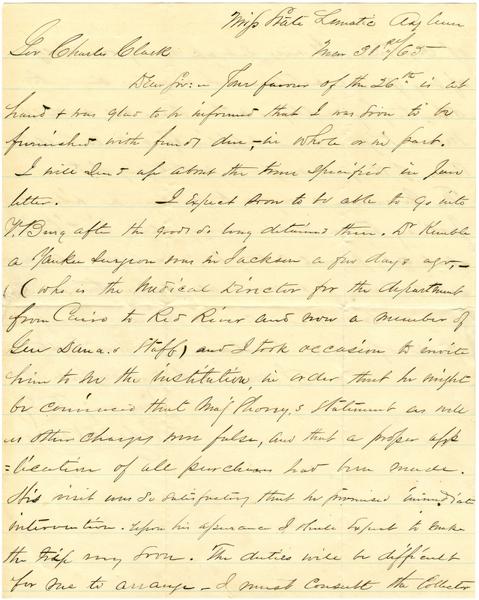 Miss State Lunatic Asylum
Gov Charles Clark Mar 31st/65
Dear Sir:- Your favor of the 26th is at
hand & was glad to be informed that I was soon to be
furnished with funds due - in whole or in part.
I will send up about the time specified in your
letter. I expect soon to be able to go into
V.Burg after the goods so long detained there. Dr Kimble
a Yankee Surgeon was in Jackson a few days ago,-
(who is the Medical Director for the department
from Cairo to Red River and now a member of
Gen Dana,s Staff) and I took occasion to invite
him to see the institution in order that he might
be convinced that Maj statement as well
as other charges were false, and that a proper app
=lication of all purchases had been made.
His visit was so satisfactory that he promised immediate
intervention. Upon his assurance I shall expect to make
the trip very soon. The duties will be difficult
for me to arrange - I must consult the Collector